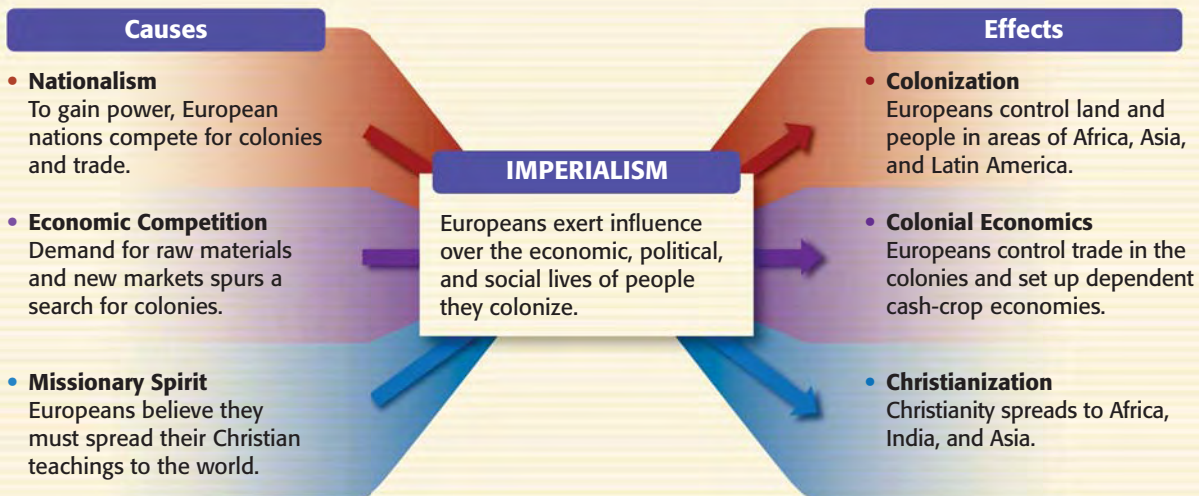 Causes
• Nationalism
To gain power, European
nations compete for colonies
and trade.
• Economic Competition
Demand for raw materials
and new markets spurs a
search for colonies.
• Missionary Spirit
Europeans believe they
must spread their Christian
teachings to the world.
IMPERIALISM
Europeans exert influence
over the economic, political,
and social lives of people
they colonize.
Effects
• Colonization
Europeans control land and
people in areas of Africa, Asia,
and Latin America.
• Colonial Economics
Europeans control trade in the
colonies and set up dependent
cash-crop economies.
• Christianization
Christianity spreads to Africa,
India, and Asia.